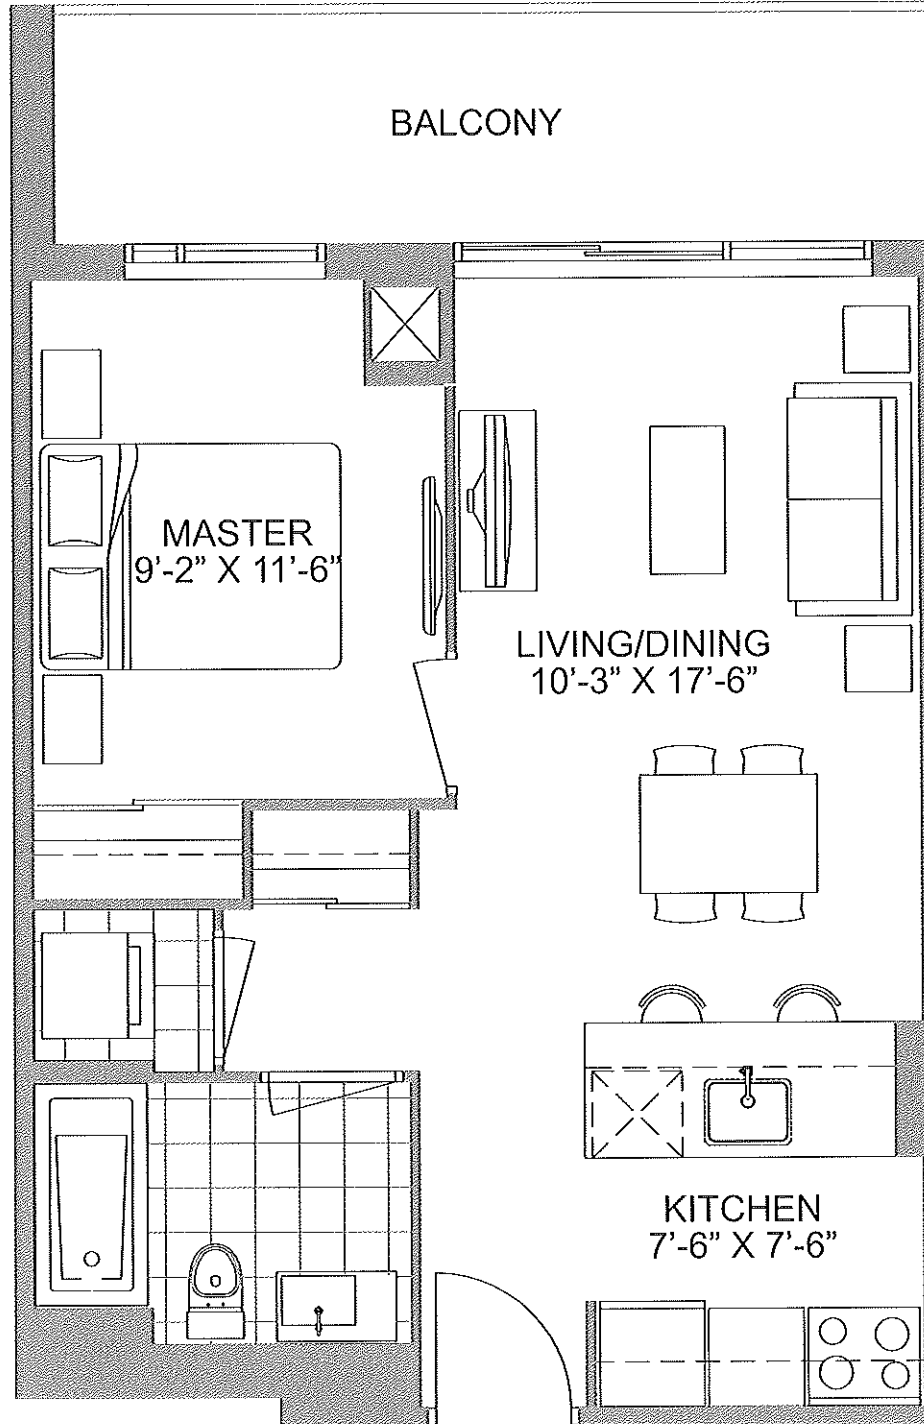 BALCONY
MASTER
9’-2” X 11’-6”
LIVING/DINING
10’-3” X 17’-6”
KITCHEN
7’-6” X 7’-6”